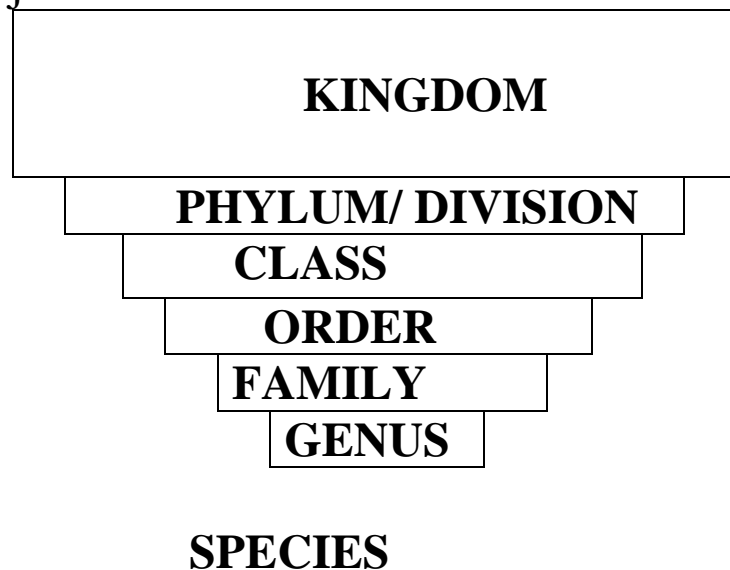 KINGDOM
PHYLUM/ DIVISION
CLASS
ORDER
FAMILY
GENUS
SPECIES